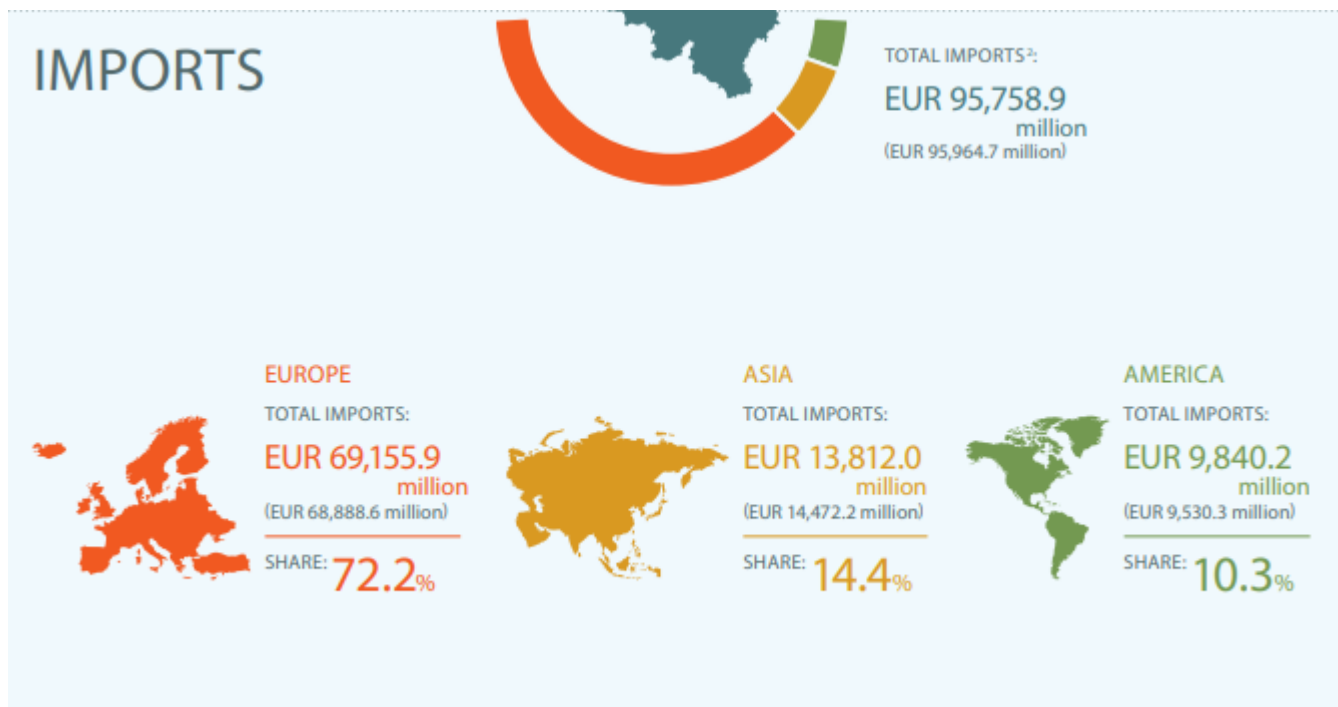 IMPORTS
TOTAL IMPORTS²:
EUR 95,758.9
million
(EUR 95,964.7 million)
EUROPE
TOTAL IMPORTS:
EUR 69,155.9
million
(EUR 68,888.6 million)
SHARE: 72.2%
ASIA
TOTAL IMPORTS:
EUR 13,812.0
million
(EUR 14,472.2 million)
SHARE: 14.4%
AMERICA
TOTAL IMPORTS:
EUR 9,840.2
million
(EUR 9,530.3 million)
SHARE: 10.3%